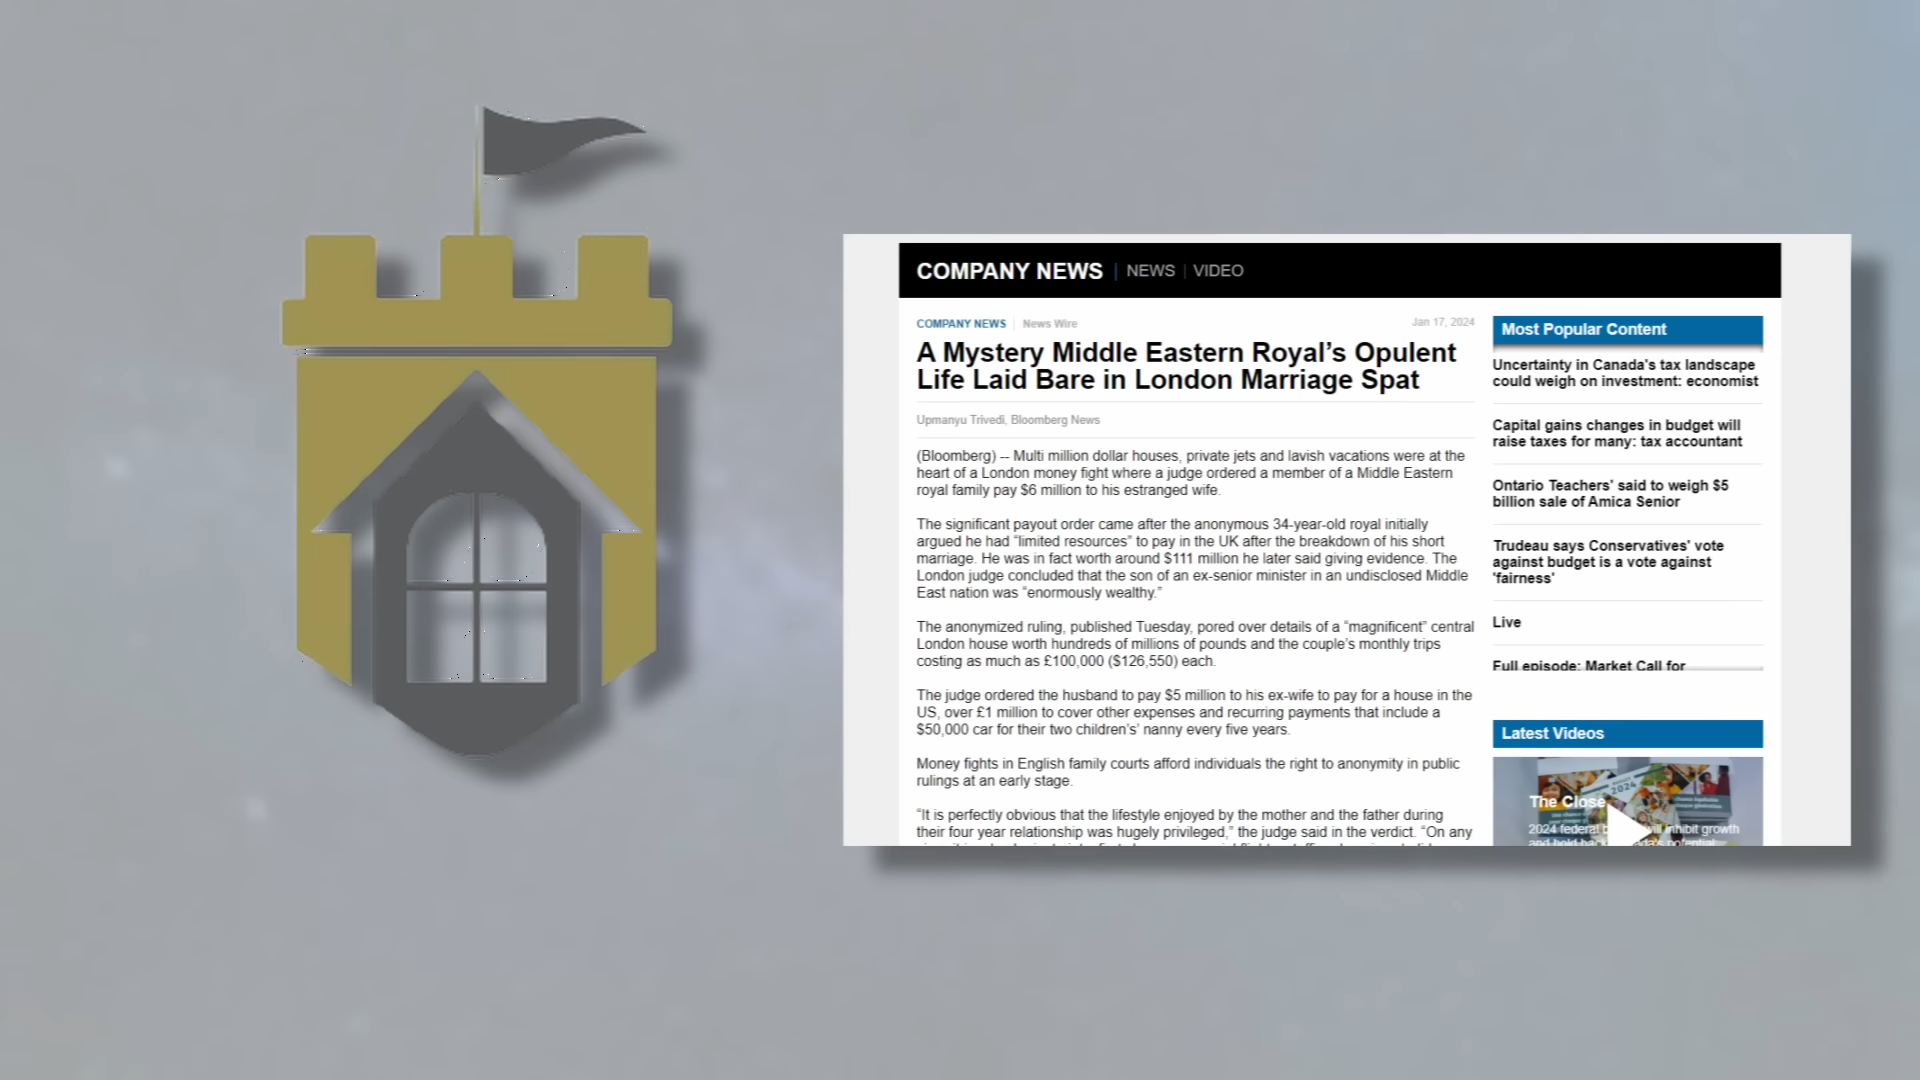 COMPANY NEWS | NEWS | VIDEO
COMPANY NEWS | News Wire
Jan 17, 2024
A Mystery Middle Eastern Royal’s Opulent
Life Laid Bare in London Marriage Spat
Upmanyu Trivedi, Bloomberg News
(Bloomberg) -- Multi million dollar houses, private jets and lavish vacations were at the
heart of a London money fight where a judge ordered a member of a Middle Eastern
royal family pay $6 million to his estranged wife.
The significant payout order came after the anonymous 34-year-old royal initially
argued he had “limited resources” to pay in the UK after the breakdown of his short
marriage. He was in fact worth around $111 million he later said giving evidence. The
London judge concluded that the son of an ex-senior minister in an undisclosed Middle
East nation was “enormously wealthy.”
The anonymized ruling, published Tuesday, pored over details of a “magnificent” central
London house worth hundreds of millions of pounds and the couple’s monthly trips
costing as much as £100,000 ($126,550) each.
The judge ordered the husband to pay $5 million to his ex-wife to pay for a house in the
US, over £1 million to cover other expenses and recurring payments that include a
$50,000 car for their two children’s’ nanny every five years.
Money fights in English family courts afford individuals the right to anonymity in public
rulings at an early stage.
“It is perfectly obvious that the lifestyle enjoyed by the mother and the father during
their four year relationship was hugely privileged,” the judge said in the verdict. “On any
Most Popular Content
Uncertainty in Canada's tax landscape
could weigh on investment: economist
Capital gains changes in budget will
raise taxes for many: tax accountant
Ontario Teachers' said to weigh $5
billion sale of Amica Senior
Trudeau says Conservatives' vote
against budget is a vote against
'fairness'
Live
Full episode: Market Call for
Latest Videos
The Close
2024 federal will inhibit growth
and hold potential